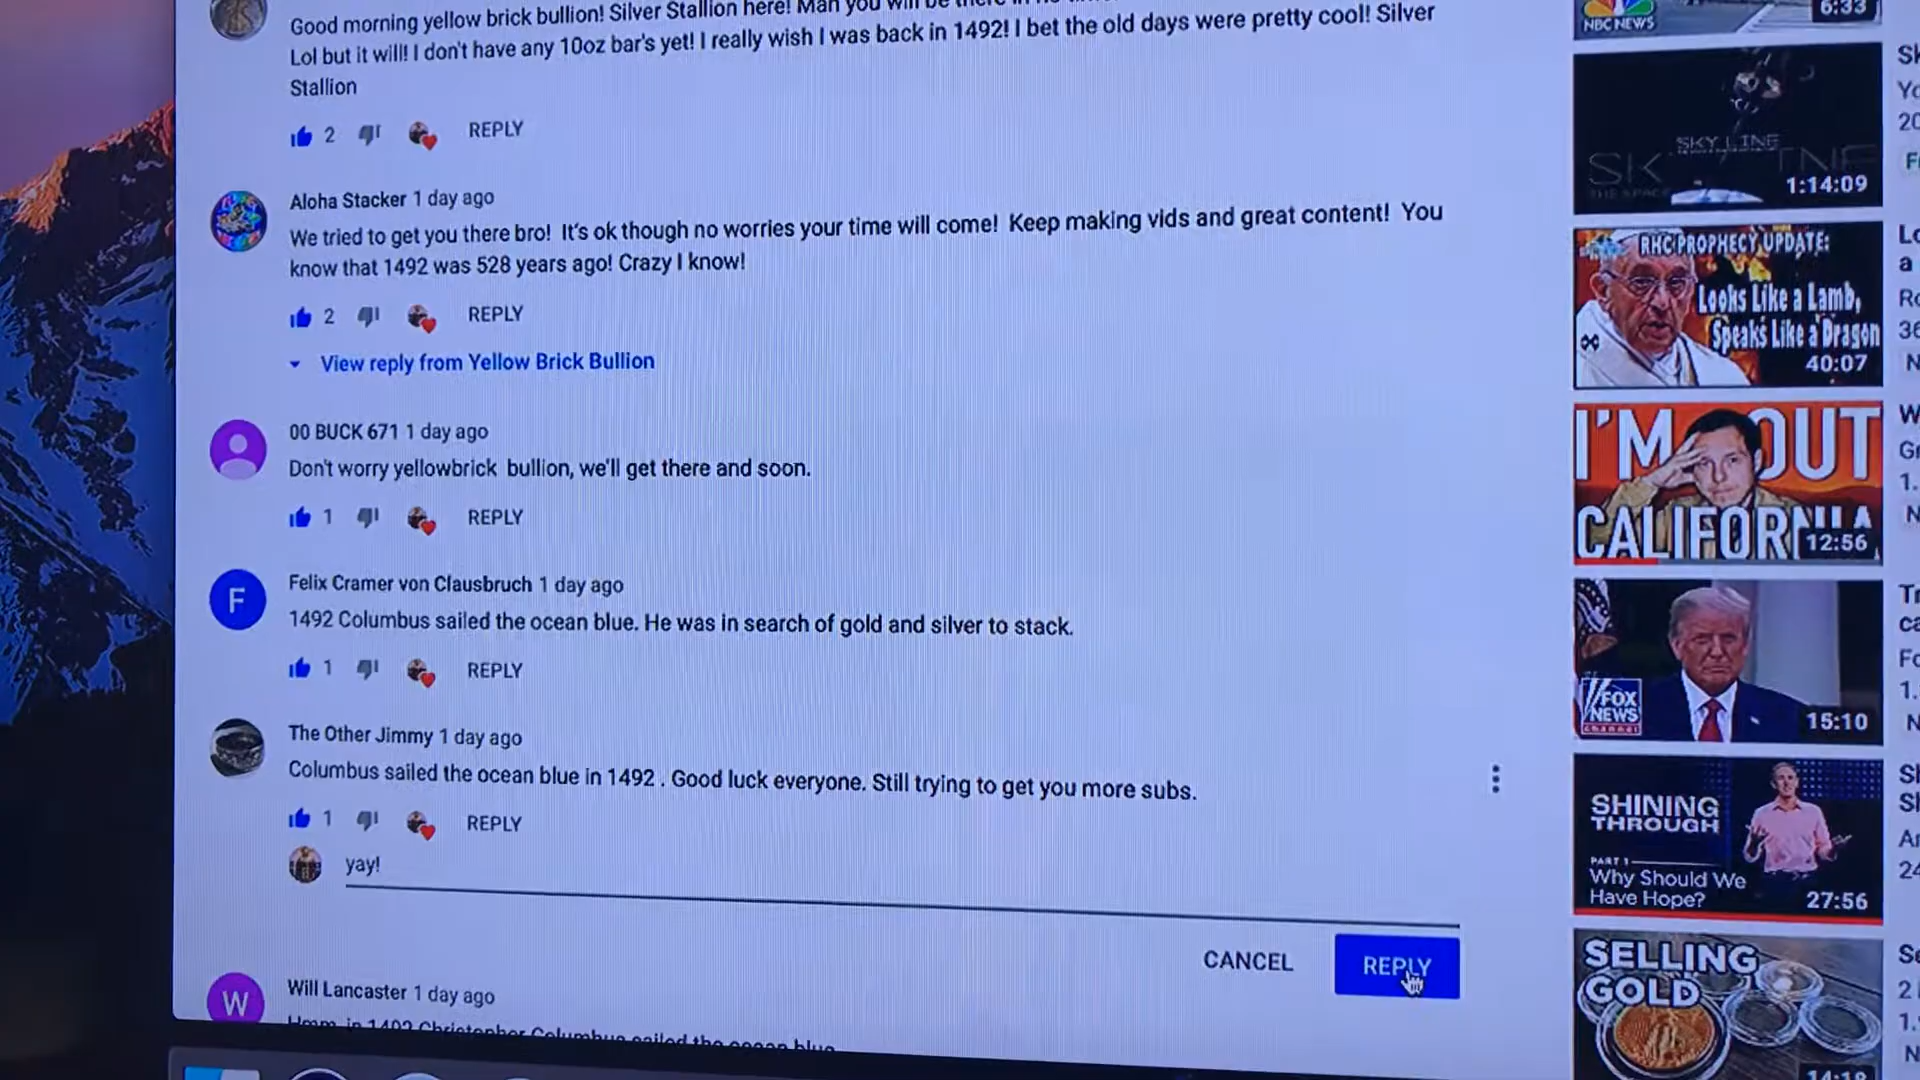 Good morning yellow brick bullion! Silver Stallion here! Man you will be there in no
Lol but it will! I don't have any 10oz bar's yet! I really wish I was back in 1492! I bet the old days were pretty cool! Silver
Stallion
2
REPLY
Aloha Stacker 1 day ago
We tried to get you there bro! It's ok though no worries your time will come! Keep making vids and great content! You
know that 1492 was 528 years ago! Crazy I know!
2
REPLY
View reply from Yellow Brick Bullion
00 BUCK 671 1 day ago
Don't worry yellowbrick bullion, we'll get there and soon.
1
REPLY
F
Felix Cramer von Clausbruch 1 day ago
1492 Columbus sailed the ocean blue. He was in search of gold and silver to stack.
1
REPLY
The Other Jimmy 1 day ago
Columbus sailed the ocean blue in 1492 . Good luck everyone. Still trying to get you more subs.
1
REPLY
yay!
CANCEL
REPLY
W
Will Lancaster 1 day ago
Hmm, in 1492 Christopher Columbus sailed the ocean blue
NBC NEWS
6:33
SKYLINE
1:14:09
RHC PROPHECY UPDATE:
Looks Like a Lamb,
Speaks Like a Dragon
40:07
I'M OUT
CALIFORNIA
12:56
FOX
NEWS
channel
15:10
SHINING
THROUGH
PART 1
Why Should We
Have Hope?
27:56
SELLING
GOLD
14:19